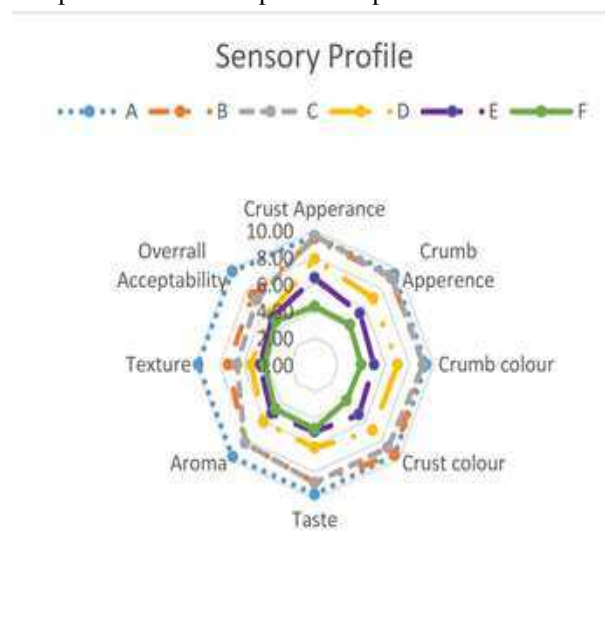 Sensory Profile
A B C D E F
Crust Apperance
10.00
8.00
6.00
4.00
2.00
0.00
Crumb
Apperence
Crumb colour
Crust colour
Taste
Aroma
Texture
Overrall
Acceptability